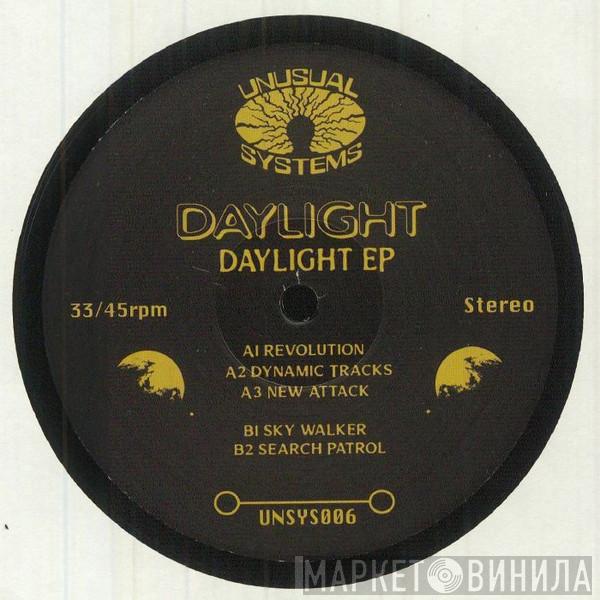 UNUSUAL
SYSTEMS
DAYLIGHT
DAYLIGHT EP
33/45rpm
Stereo
A1 REVOLUTION
A2 DYNAMIC TRACKS
A3 NEW ATTACK
B1 SKY WALKER
B2 SEARCH PATROL
UNSYS006
МАРКЕТ ВИНИЛА